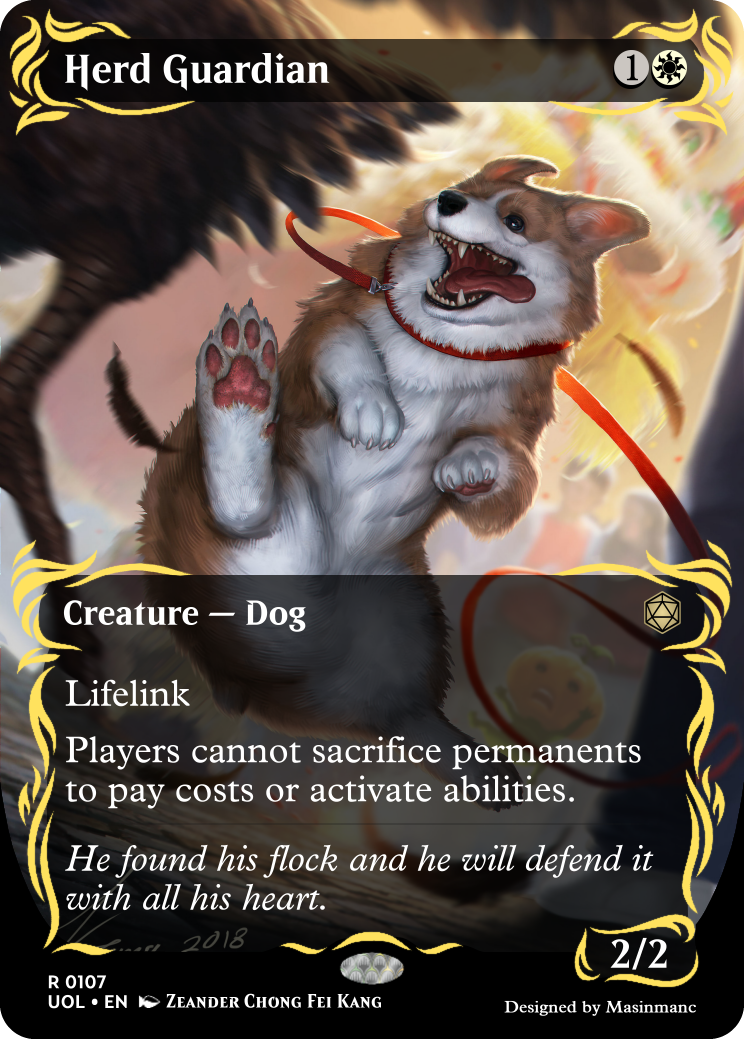 Herd Guardian 1
Creature — Dog
Lifelink
Players cannot sacrifice permanents
to pay costs or activate abilities.
He found his flock and he will defend it
with all his heart.
2018
2/2
R 0107
UOL • EN Zeander Chong Fei Kang
Designed by Masinmanc